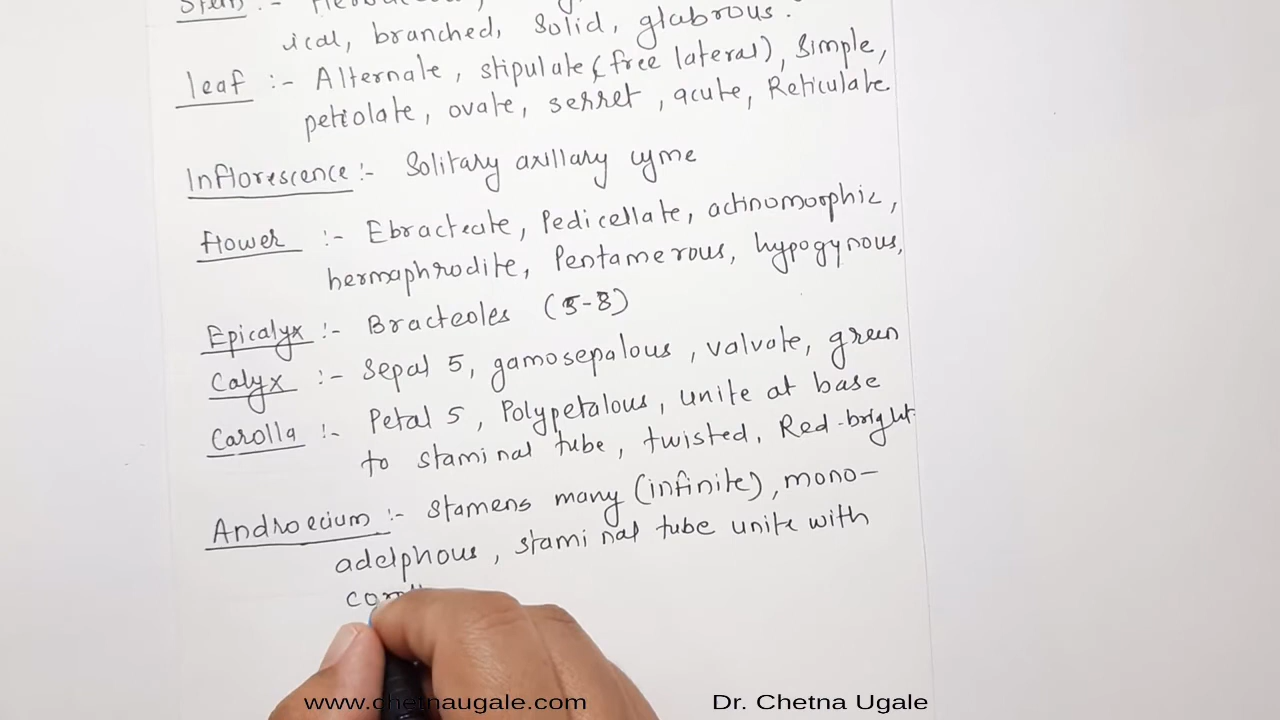 Stem :-
ical, branched, Solid, glabrous.
leaf :- Alternate, stipulate (free lateral), Simple,
petiolate, ovate, serret, acute, Reticulate
Inflorescence :- Solitary axillary cyme
flower :- Ebracteate, Pedicellate, actinomorphic,
hermaphrodite, Pentamerous, hypogynous,
Epicalyx :- Bracteoles (5-8)
Calyx :- Sepal 5, gamosepalous, valvate, green
Carolla :- Petal 5, Polypetalous, unite at base
to staminal tube, twisted, Red-bright
Androecium :- Stamens many (infinite), mono-
adelphous, staminal tube unite with
www.chetnaugale.com Dr. Chetna Ugale